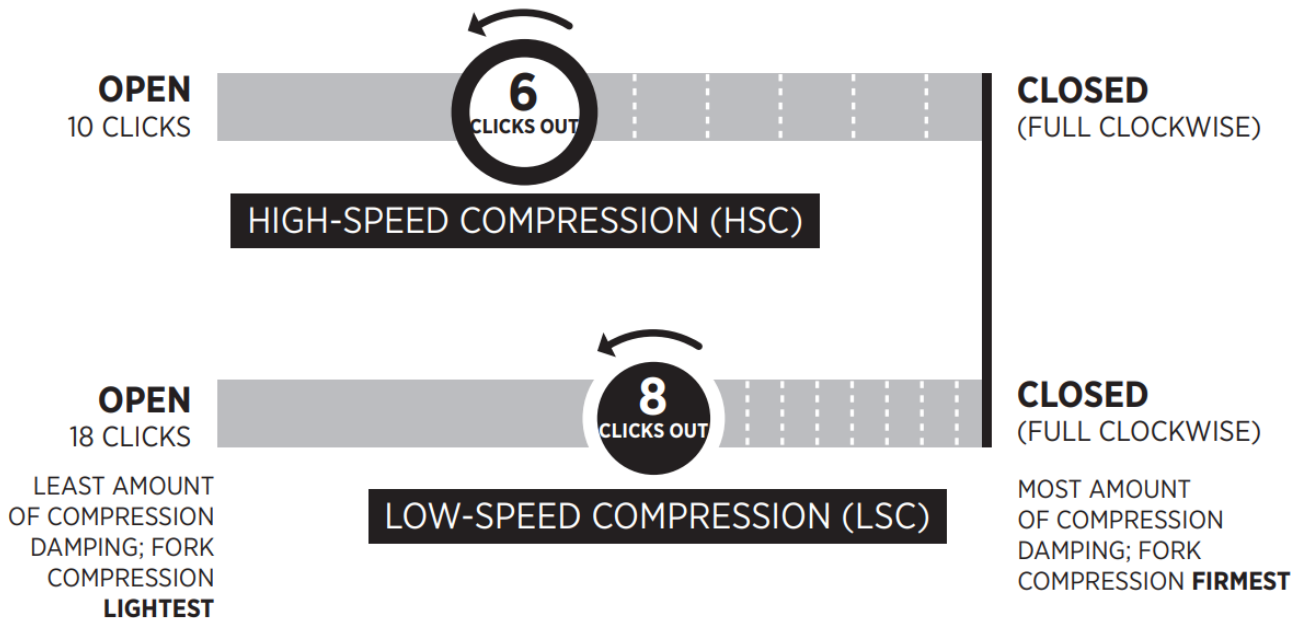 OPEN
10 CLICKS
6
CLICKS OUT
CLOSED
(FULL CLOCKWISE)
HIGH-SPEED COMPRESSION (HSC)
OPEN
18 CLICKS
8
CLICKS OUT
CLOSED
(FULL CLOCKWISE)
LEAST AMOUNT
OF COMPRESSION
DAMPING; FORK
COMPRESSION
LIGHTEST
LOW-SPEED COMPRESSION (LSC)
MOST AMOUNT
OF COMPRESSION
DAMPING; FORK
COMPRESSION FIRMEST